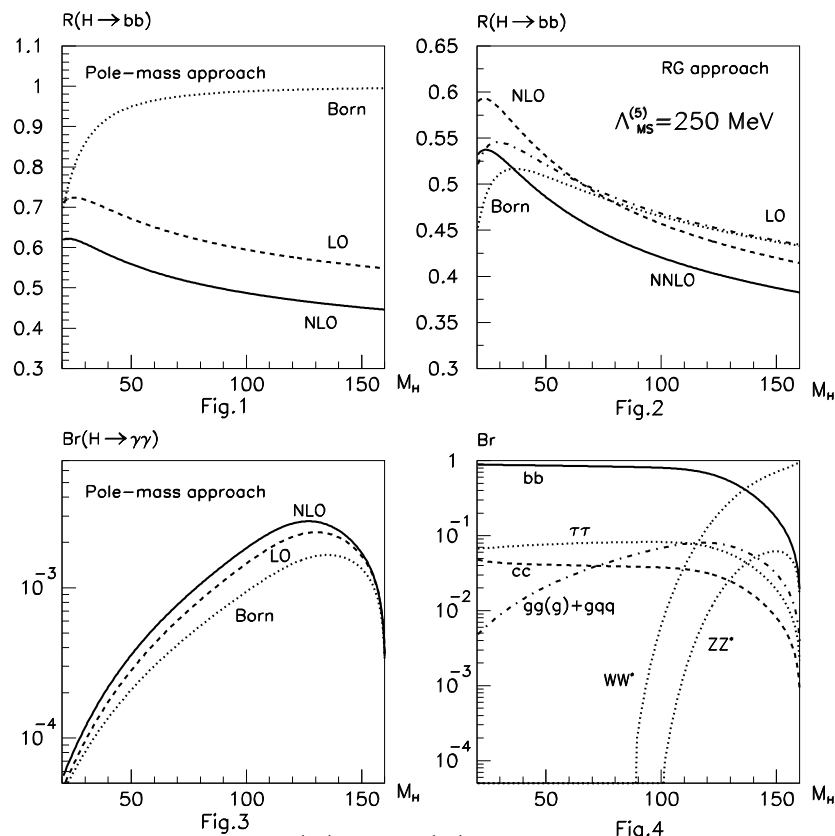 R(H→bb)
1.1
1
0.9
0.8
0.7
0.6
0.5
0.4
0.3
Pole-mass approach
Born
LO
NLO
50
100
150
M_H
Fig.1
R(H→bb)
0.65
0.6
0.55
0.5
0.45
0.4
0.35
0.3
RG approach
NLO
Λ^(5)_MS=250 MeV
Born
LO
NNLO
50
100
150
M_H
Fig.2
Br(H→γγ)
10^-3
10^-4
Pole-mass approach
NLO
LO
Born
50
100
150
M_H
Fig.3
Br
1
10^-1
10^-2
10^-3
10^-4
bb
ττ
cc
gg(g)+gqq
WW*
ZZ*
50
100
150
M_H
Fig.4